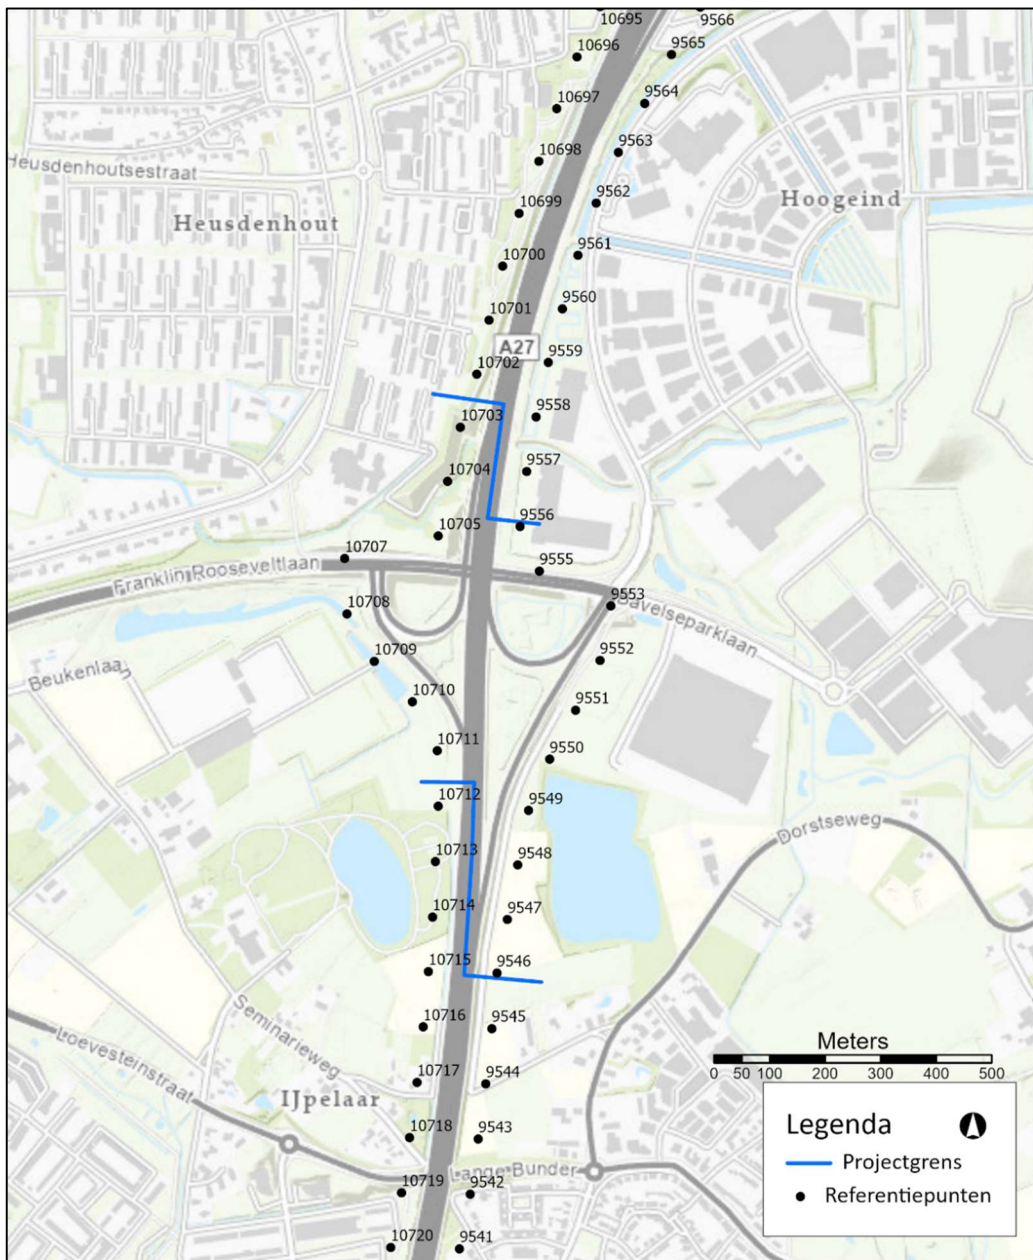 10695
9566
10696
9565
10697
9564
10698
9563
Heusdenhoutsestraat
Heusdenhout
10699
9562
Hoogeind
10700
9561
10701
9560
A27
10702
9559
10703
9558
10704
9557
10705
9556
10707
9555
Franklin Rooseveltlaan
10708
9553
Bavelseparklaan
10709
9552
Beukenlaa
10710
9551
10711
9550
10712
9549
Dorstseweg
10713
9548
10714
9547
10715
9546
10716
9545
Seminarieweg
Loevesteinstraat
10717
9544
IJpelaar
10718
9543
Lange Bunder
10719
9542
10720
9541
Meters
0 50 100 200 300 400 500
Legenda
Projectgrens
Referentiepunten